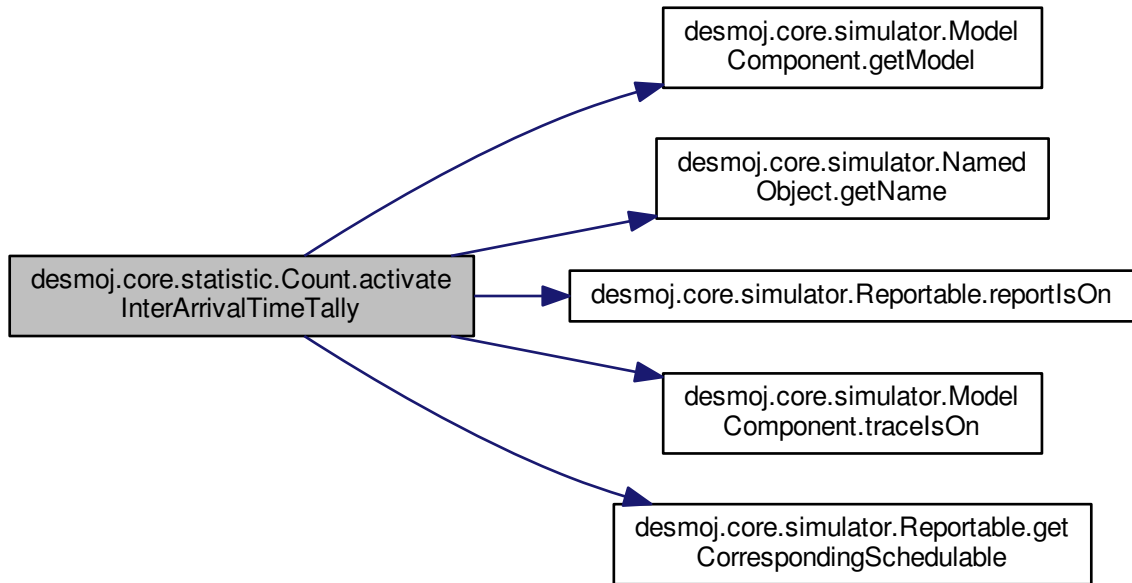 desmoj.core.simulator.Model
Component.getModel
desmoj.core.simulator.Named
Object.getName
desmoj.core.statistic.Count.activate
InterArrivalTimeTally
desmoj.core.simulator.Reportable.reportIsOn
desmoj.core.simulator.Model
Component.traceIsOn
desmoj.core.simulator.Reportable.get
CorrespondingSchedulable